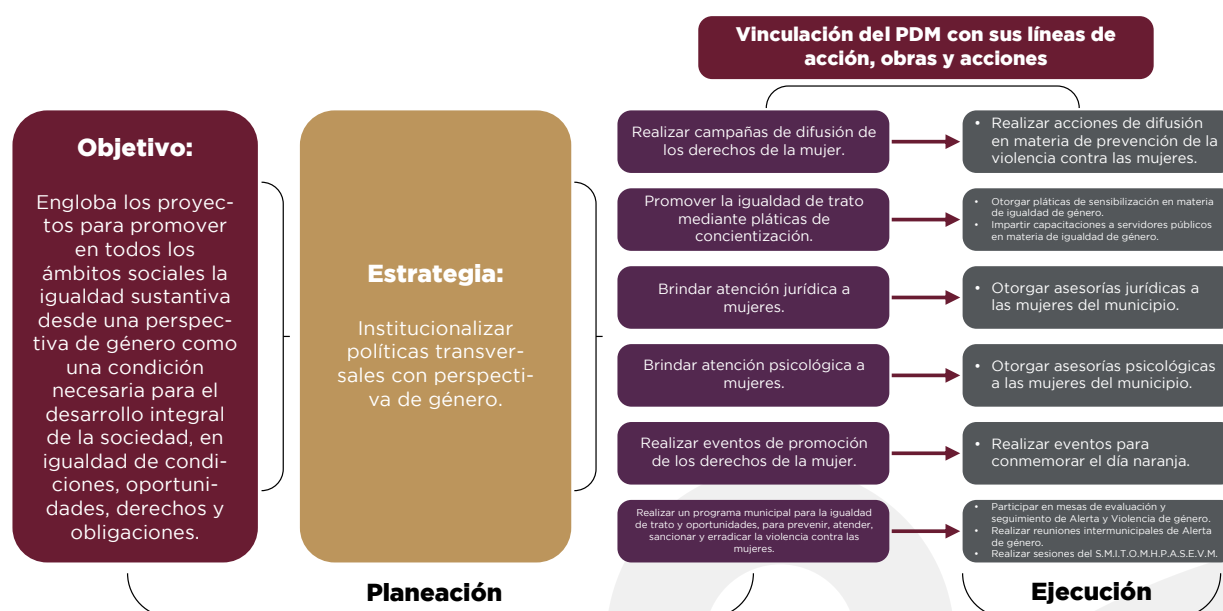 Vinculación del PDM con sus líneas de
acción, obras y acciones
Objetivo:
Engloba los proyec-
tos para promover
en todos los
ámbitos sociales la
igualdad sustantiva
desde una perspec-
tiva de género como
una condición
necesaria para el
desarrollo integral
de la sociedad, en
igualdad de condi-
ciones, oportuni-
dades, derechos y
obligaciones.
Estrategia:
Institucionalizar
políticas transver-
sales con perspecti-
va de género.
Realizar campañas de difusión de
los derechos de la mujer.
• Realizar acciones de difusión
en materia de prevención de la
violencia contra las mujeres.
Promover la igualdad de trato
mediante pláticas de
concientización.
• Otorgar pláticas de sensibilización en materia
de igualdad de género.
• Impartir capacitaciones a servidores públicos
en materia de igualdad de género.
Brindar atención jurídica a
mujeres.
• Otorgar asesorías jurídicas a
las mujeres del municipio.
Brindar atención psicológica a
mujeres.
• Otorgar asesorías psicológicas
a las mujeres del municipio.
Realizar eventos de promoción
de los derechos de la mujer.
• Realizar eventos para
conmemorar el día naranja.
Realizar un programa municipal para la igualdad
de trato y oportunidades, para prevenir, atender,
sancionar y erradicar la violencia contra las
mujeres.
• Participar en mesas de evaluación y
seguimiento de Alerta y Violencia de género.
• Realizar reuniones intermunicipales de Alerta
de género.
• Realizar sesiones del S.M.I.T.O.M.H.P.A.S.E.V.M.
Planeación
Ejecución